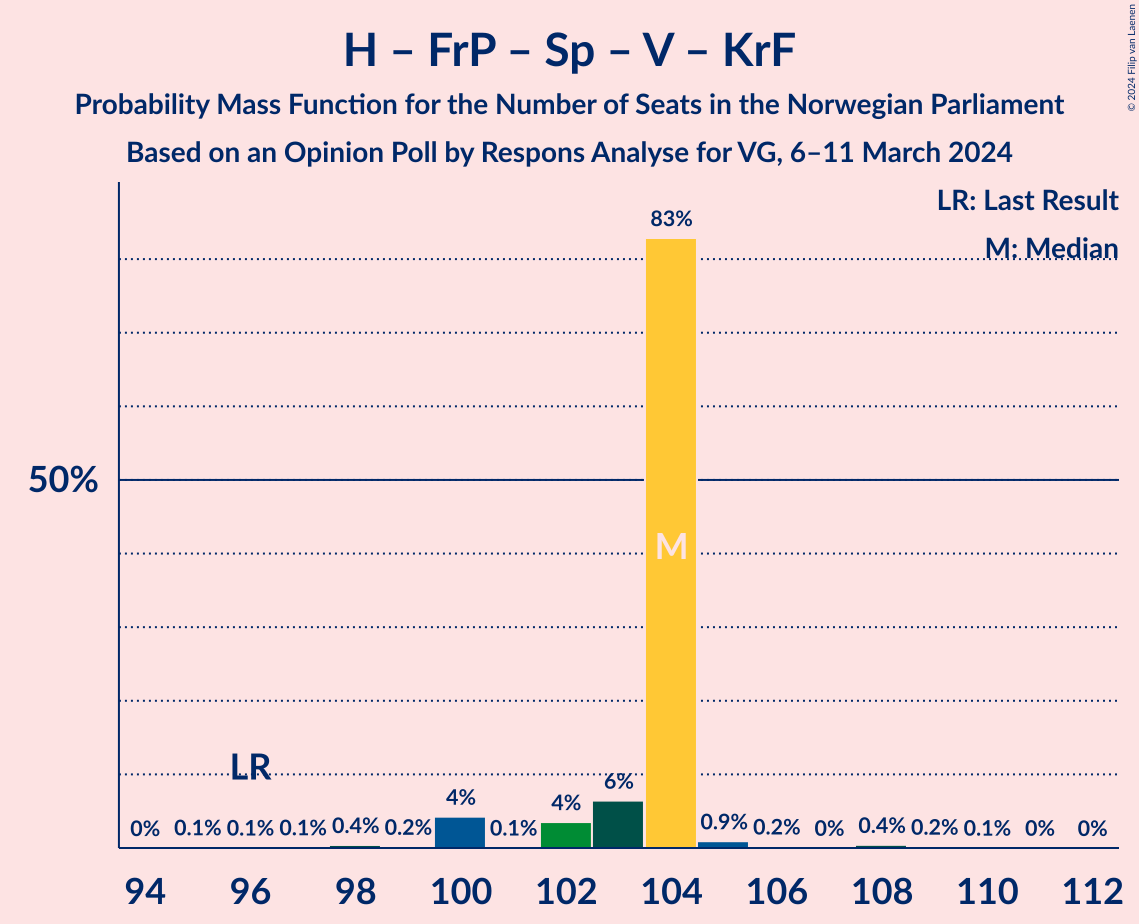 H – FrP – Sp – V – KrF
Probability Mass Function for the Number of Seats in the Norwegian Parliament
Based on an Opinion Poll by Respons Analyse for VG, 6–11 March 2024
© 2024 Filip van Laenen
LR: Last Result
M: Median
50%
83%
M
LR
0% 0.1% 0.1% 0.1% 0.4% 0.2% 4% 0.1% 4% 6% 0.9% 0.2% 0% 0.4% 0.2% 0.1% 0% 0%
94 96 98 100 102 104 106 108 110 112